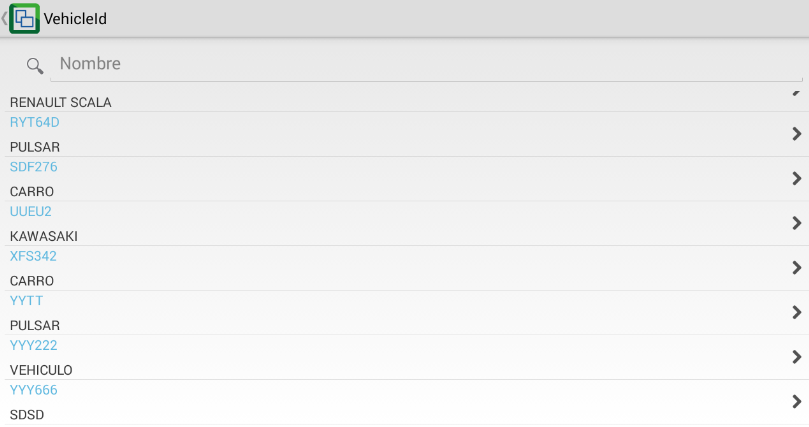 VehicleId
Nombre
RENAULT SCALA
RYT64D
PULSAR
SDF276
CARRO
UUEU2
KAWASAKI
XFS342
CARRO
YYTT
PULSAR
YYY222
VEHICULO
YYY666
SDSD